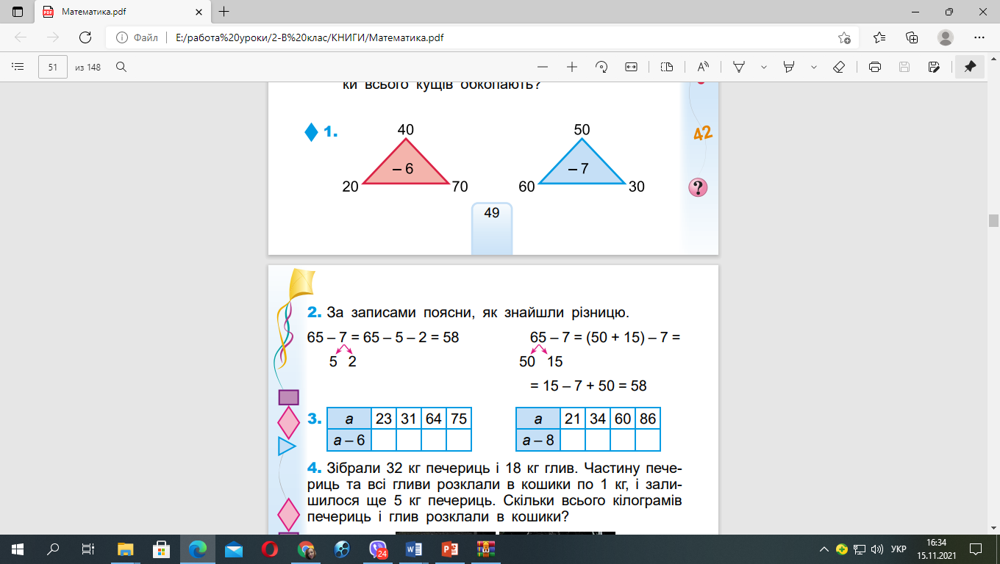 Математика.pdf
Файл
E:/работа%20уроки/2-В%20клас/КНИГИ/Математика.pdf
51 из 148
ки всього кущів обкопають?
1.
40
50
– 6
– 7
20
70
60
30
42
?
49
2. За записами поясни, як знайшли різницю.
65 – 7 = 65 – 5 – 2 = 58
5 2
65 – 7 = (50 + 15) – 7 =
50 15
= 15 – 7 + 50 = 58
3.
a 23 31 64 75
a – 6
a 21 34 60 86
a – 8
4. Зібрали 32 кг печериць і 18 кг глив. Частину пече-
риць та всі гливи розклали в кошики по 1 кг, і зали-
шилося ще 5 кг печериць. Скільки всього кілограмів
печериць і глив розклали в кошики?
24
УКР
16:34
15.11.2021